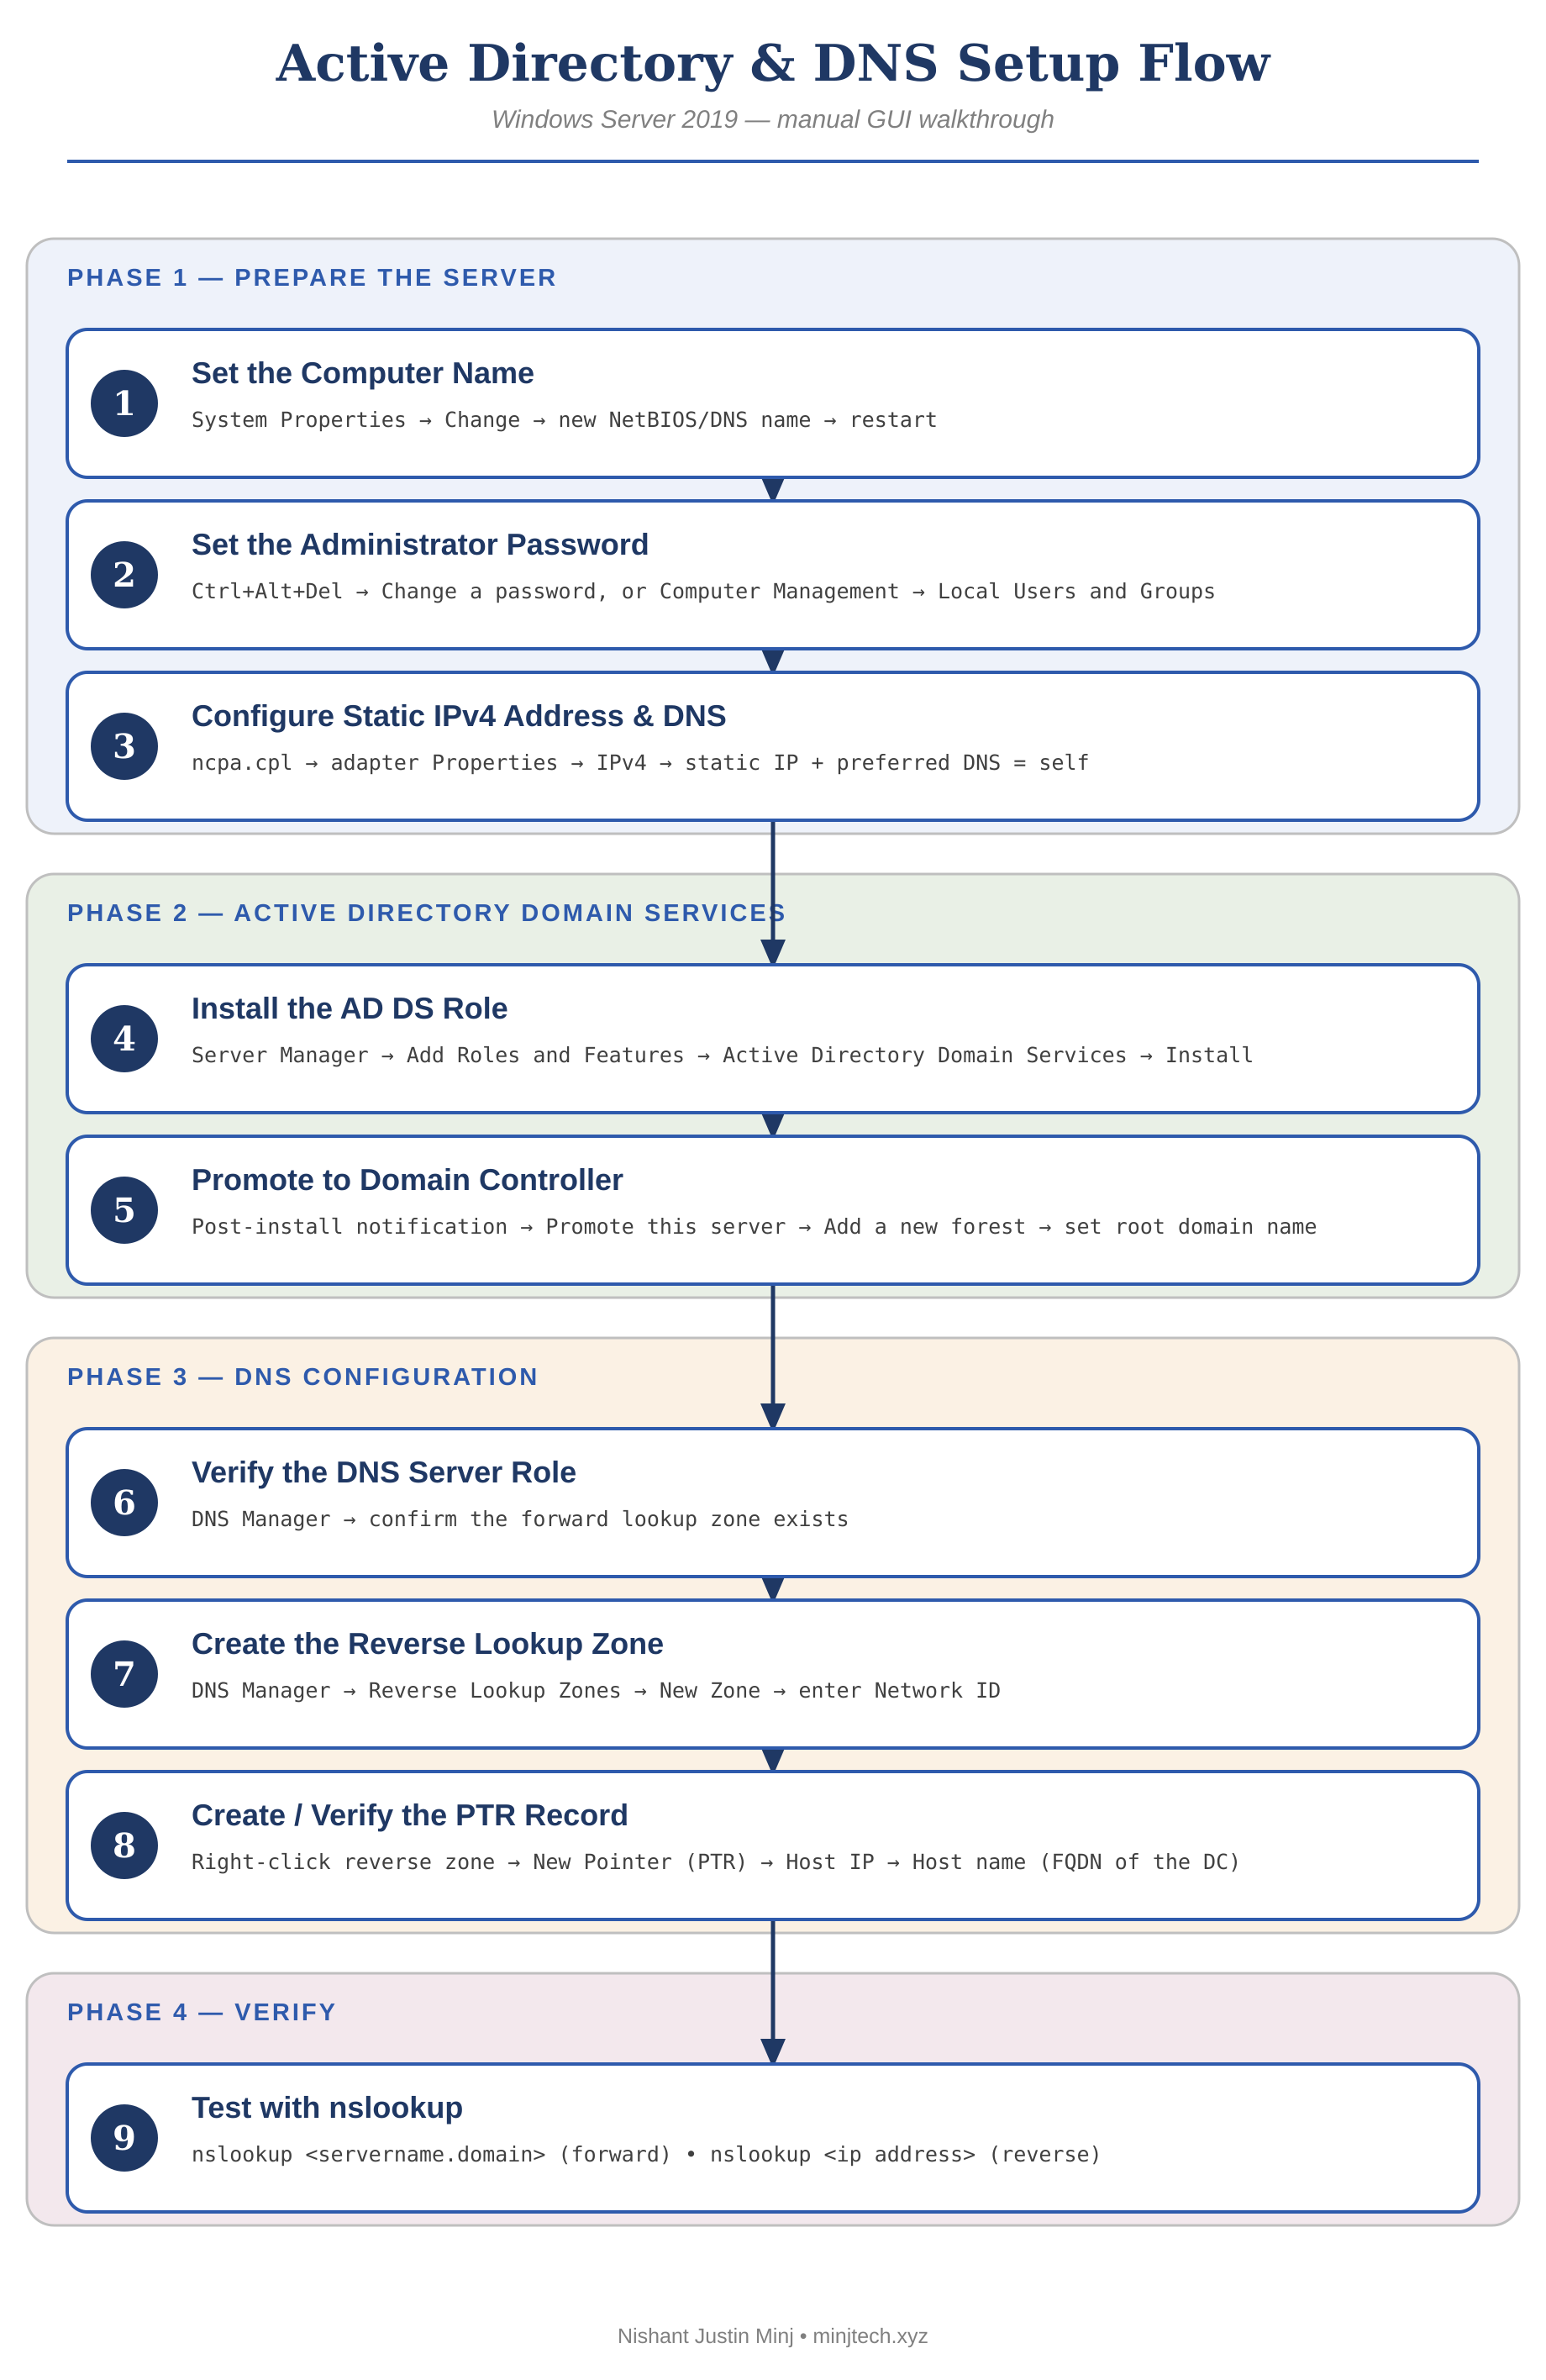 Active Directory & DNS Setup Flow
Windows Server 2019 — manual GUI walkthrough
PHASE 1 — PREPARE THE SERVER
1
Set the Computer Name
System Properties → Change → new NetBIOS/DNS name → restart
2
Set the Administrator Password
Ctrl+Alt+Del → Change a password, or Computer Management → Local Users and Groups
3
Configure Static IPv4 Address & DNS
ncpa.cpl → adapter Properties → IPv4 → static IP + preferred DNS = self
PHASE 2 — ACTIVE DIRECTORY DOMAIN SERVICES
4
Install the AD DS Role
Server Manager → Add Roles and Features → Active Directory Domain Services → Install
5
Promote to Domain Controller
Post-install notification → Promote this server → Add a new forest → set root domain name
PHASE 3 — DNS CONFIGURATION
6
Verify the DNS Server Role
DNS Manager → confirm the forward lookup zone exists
7
Create the Reverse Lookup Zone
DNS Manager → Reverse Lookup Zones → New Zone → enter Network ID
8
Create / Verify the PTR Record
Right-click reverse zone → New Pointer (PTR) → Host IP → Host name (FQDN of the DC)
PHASE 4 — VERIFY
9
Test with nslookup
nslookup <servername.domain> (forward) • nslookup <ip address> (reverse)
Nishant Justin Minj • minjtech.xyz